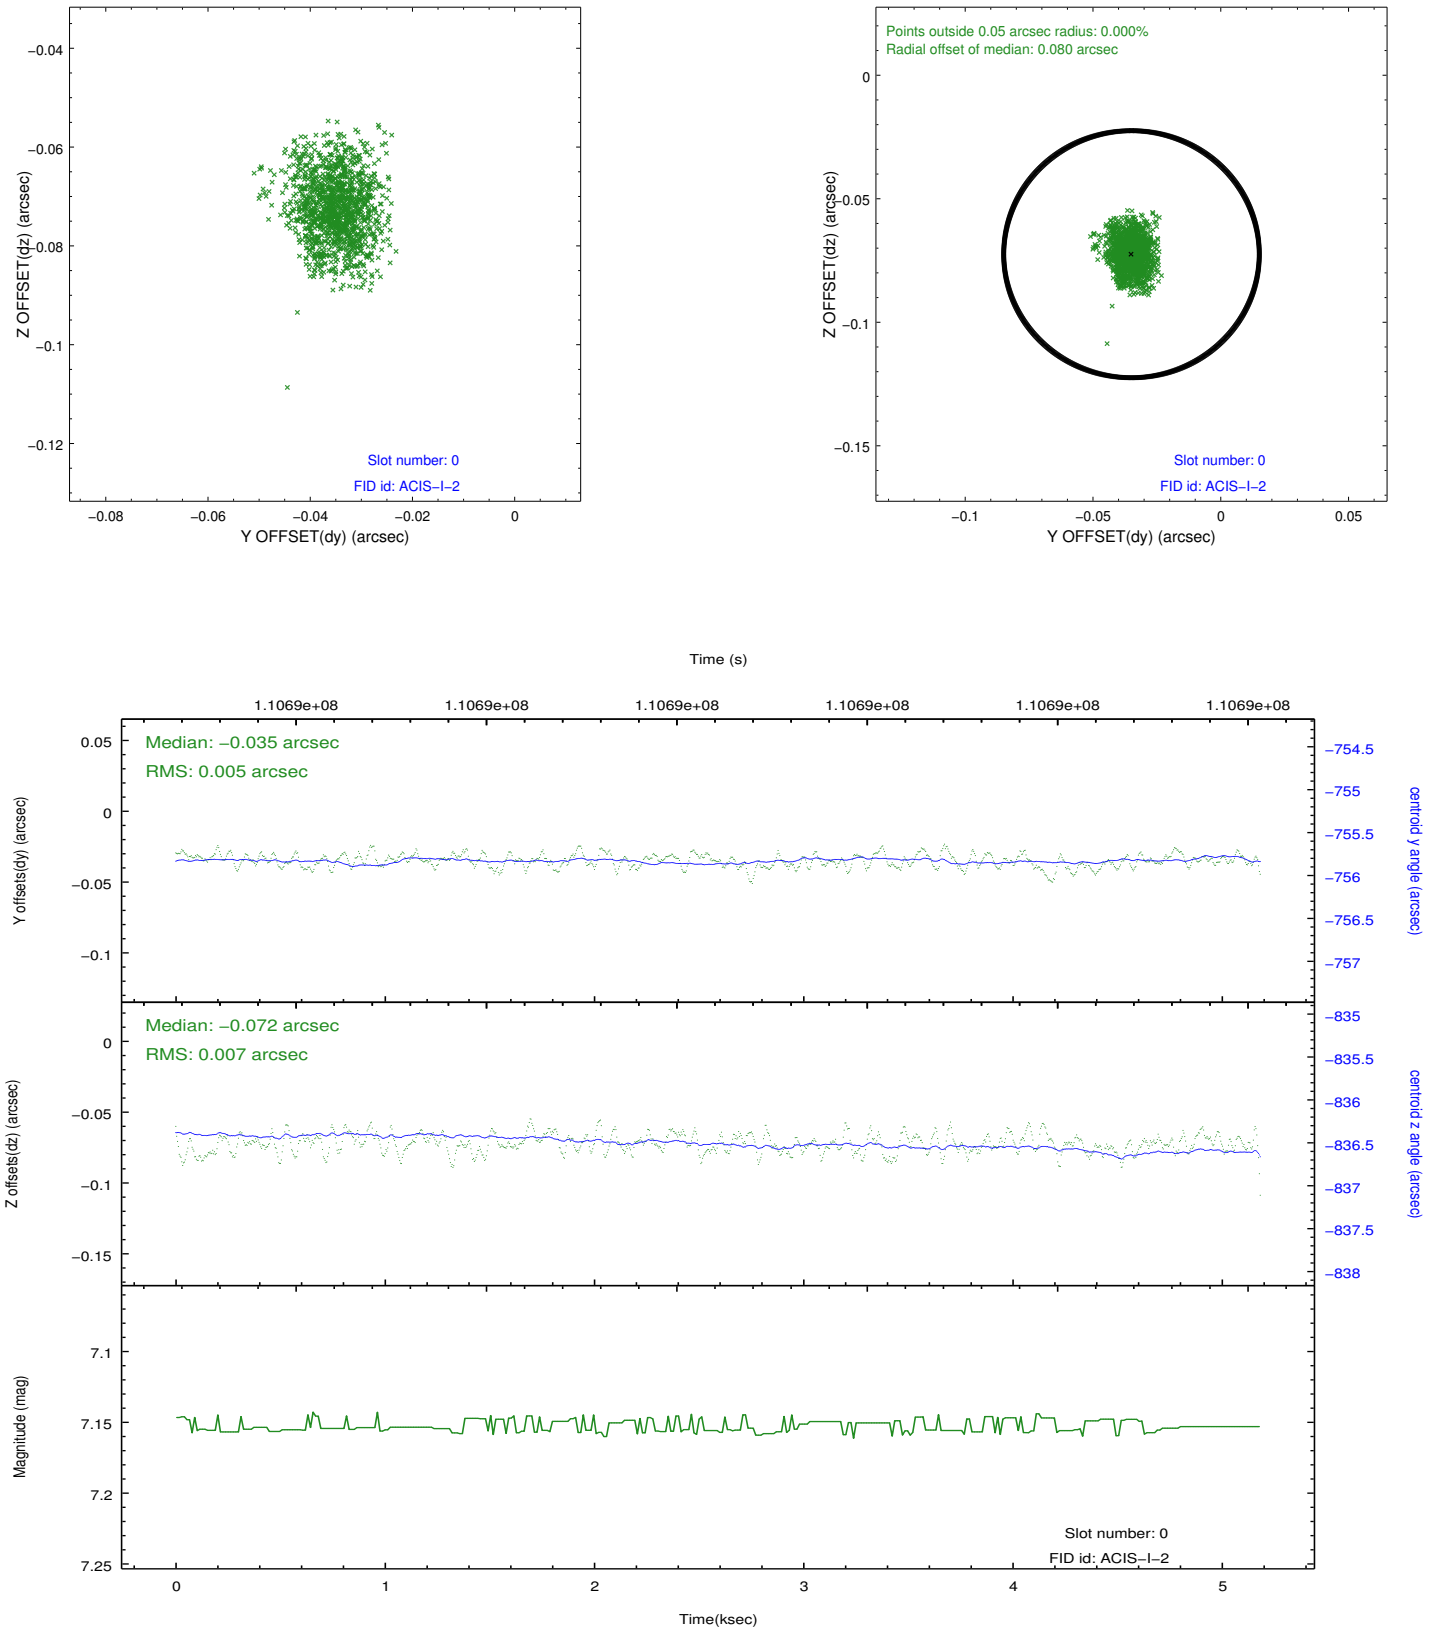 −0.04
−0.06
−0.08
−0.1
−0.12
Z OFFSET(dz) (arcsec)
Slot number: 0
FID id: ACIS−I−2
−0.08 −0.06 −0.04 −0.02 0
Y OFFSET(dy) (arcsec)
Points outside 0.05 arcsec radius: 0.000%
Radial offset of median: 0.080 arcsec
0
−0.05
−0.1
−0.15
Z OFFSET(dz) (arcsec)
Slot number: 0
FID id: ACIS−I−2
−0.1 −0.05 0 0.05
Y OFFSET(dy) (arcsec)
Time (s)
1.1069e+08 1.1069e+08 1.1069e+08 1.1069e+08 1.1069e+08 1.1069e+08
Median: −0.035 arcsec
RMS: 0.005 arcsec
0.05
0
−0.05
−0.1
Y offsets(dy) (arcsec)
−754.5
−755
−755.5
−756
−756.5
−757
centroid y angle (arcsec)
Median: −0.072 arcsec
RMS: 0.007 arcsec
0
−0.05
−0.1
−0.15
Z offsets(dz) (arcsec)
−835
−835.5
−836
−836.5
−837
−837.5
−838
centroid z angle (arcsec)
7.1
7.15
7.2
7.25
Magnitude (mag)
Slot number: 0
FID id: ACIS−I−2
0 1 2 3 4 5
Time(ksec)